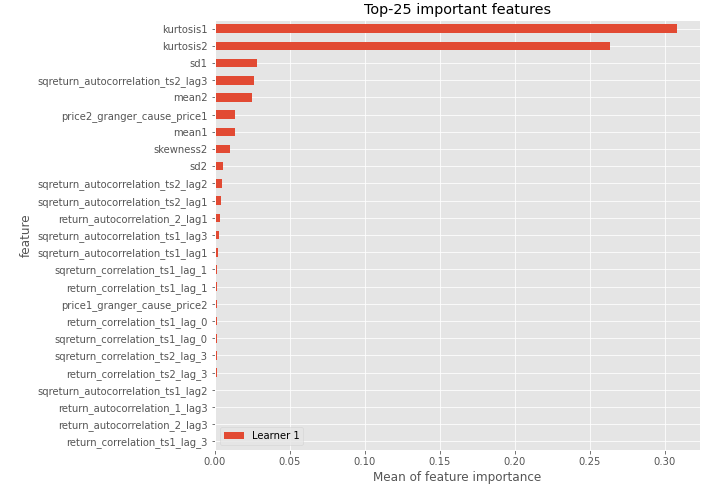 Top-25 important features
kurtosis1
kurtosis2
sd1
sqreturn_autocorrelation_ts2_lag3
mean2
price2_granger_cause_price1
mean1
skewness2
sd2
sqreturn_autocorrelation_ts2_lag2
sqreturn_autocorrelation_ts2_lag1
return_autocorrelation_2_lag1
sqreturn_autocorrelation_ts1_lag3
sqreturn_autocorrelation_ts1_lag1
sqreturn_correlation_ts1_lag_1
return_correlation_ts1_lag_1
price1_granger_cause_price2
return_correlation_ts1_lag_0
sqreturn_correlation_ts1_lag_0
sqreturn_correlation_ts2_lag_3
return_correlation_ts2_lag_3
sqreturn_autocorrelation_ts1_lag2
return_autocorrelation_1_lag3
return_autocorrelation_2_lag3
return_correlation_ts1_lag_3
feature
Learner 1
0.00 0.05 0.10 0.15 0.20 0.25 0.30
Mean of feature importance